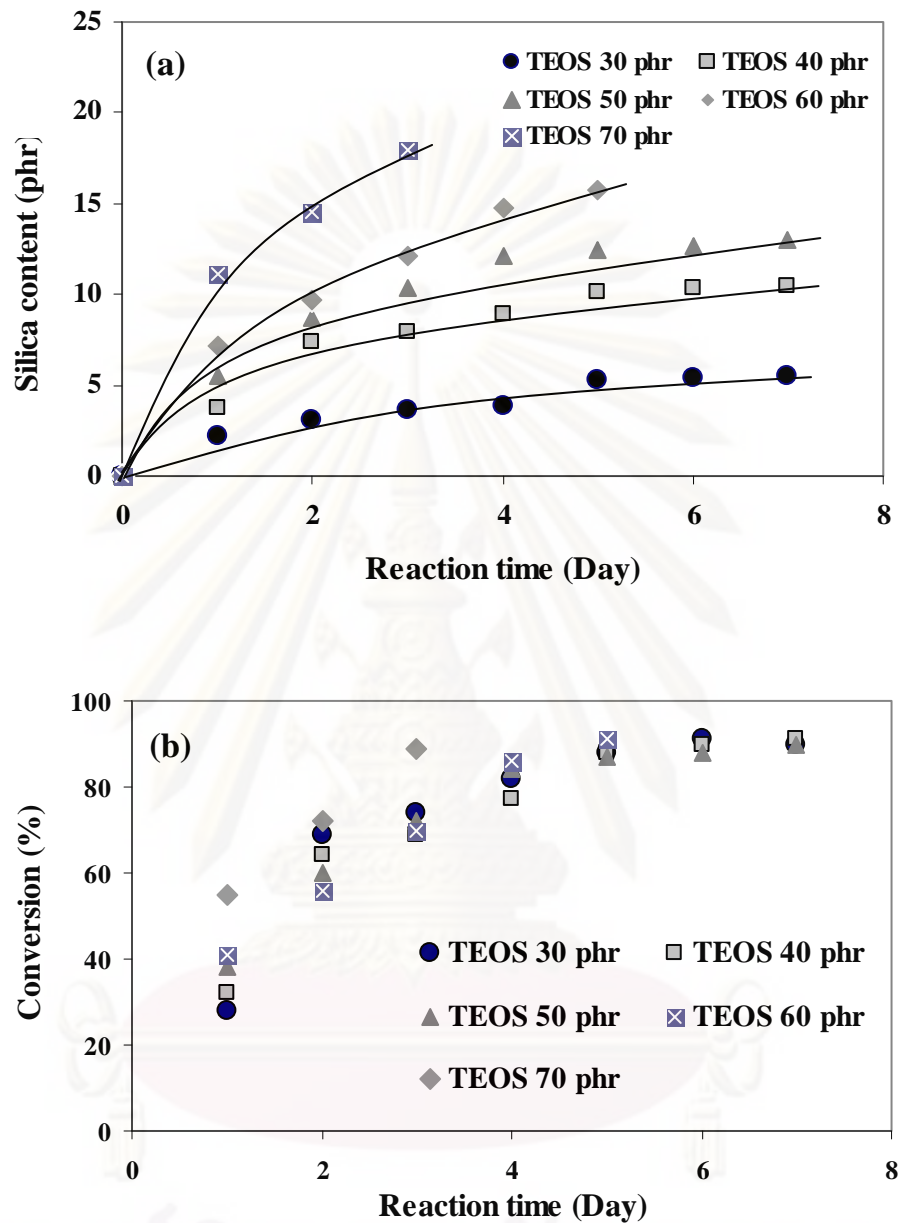 (a)
TEOS 30 phr TEOS 40 phr
TEOS 50 phr TEOS 60 phr
TEOS 70 phr
Silica content (phr)
25
20
15
10
5
0
0 2 4 6 8
Reaction time (Day)
(b)
Conversion (%)
100
80
60
40
20
0
TEOS 30 phr TEOS 40 phr
TEOS 50 phr TEOS 60 phr
TEOS 70 phr
0 2 4 6 8
Reaction time (Day)